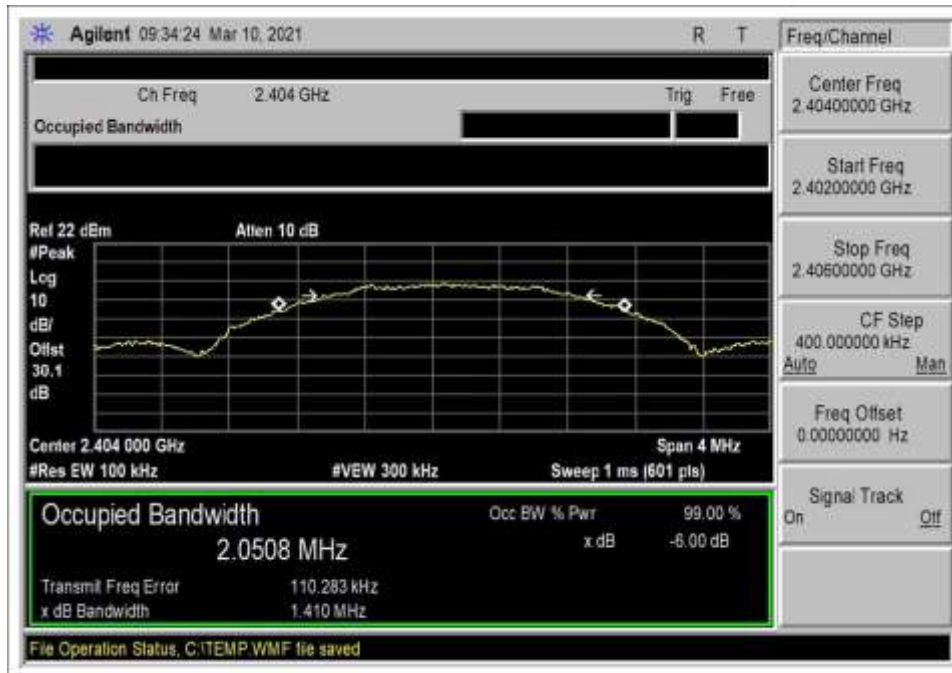 Agilent 09:34:24 Mar 10, 2021 R T
Freq/Channel
Ch Freq 2.404 GHz Trig Free
Occupied Bandwidth
Center Freq
2.40400000 GHz
Start Freq
2.40200000 GHz
Stop Freq
2.40600000 GHz
CF Step
400.000000 kHz
Auto Man
Freq Offset
0.00000000 Hz
Signal Track
On Off
Ref 22 dBm Atten 10 dB
#Peak
Log
10
dB/
Offst
30.1
dB
Center 2.404 000 GHz Span 4 MHz
#Res BW 100 kHz #VBW 300 kHz Sweep 1 ms (601 pts)
Occupied Bandwidth Occ BW % Pwr 99.00 %
2.0508 MHz x dB -6.00 dB
Transmit Freq Error 110.283 kHz
x dB Bandwidth 1.410 MHz
File Operation Status, C:\TEMP.WMF file saved